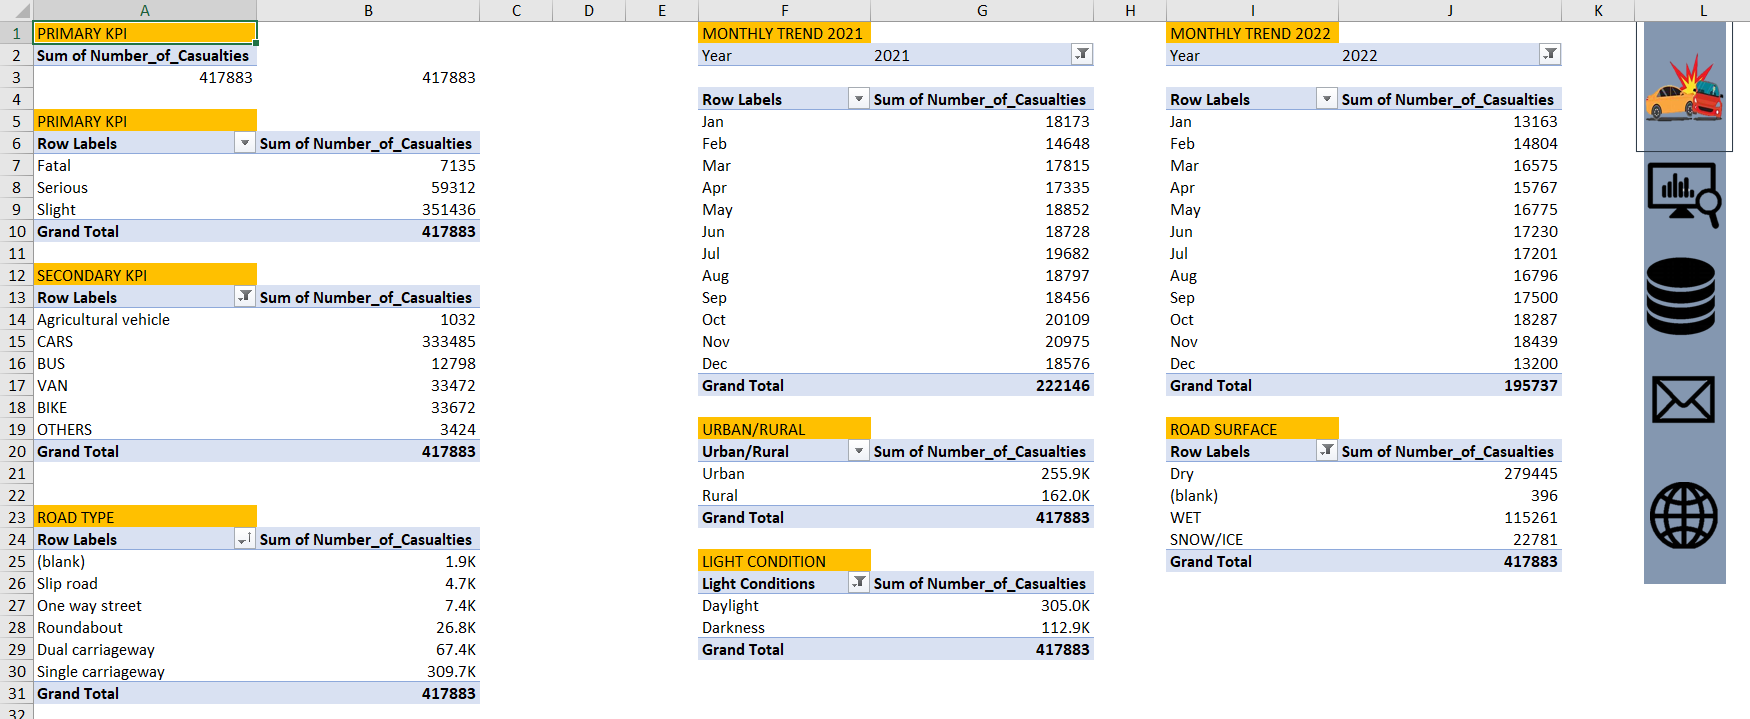 A B C D E F G H I J K L
1 PRIMARY KPI MONTHLY TREND 2021 MONTHLY TREND 2022
2 Sum of Number_of_Casualties Year 2021 Year 2022
3 417883 417883
4 Row Labels Sum of Number_of_Casualties Row Labels Sum of Number_of_Casualties
5 PRIMARY KPI Jan 18173 Jan 13163
6 Row Labels Sum of Number_of_Casualties Feb 14648 Feb 14804
7 Fatal 7135 Mar 17815 Mar 16575
8 Serious 59312 Apr 17335 Apr 15767
9 Slight 351436 May 18852 May 16775
10 Grand Total 417883 Jun 18728 Jun 17230
11 Jul 19682 Jul 17201
12 SECONDARY KPI Aug 18797 Aug 16796
13 Row Labels Sum of Number_of_Casualties Sep 18456 Sep 17500
14 Agricultural vehicle 1032 Oct 20109 Oct 18287
15 CARS 333485 Nov 20975 Nov 18439
16 BUS 12798 Dec 18576 Dec 13200
17 VAN 33472 Grand Total 222146 Grand Total 195737
18 BIKE 33672
19 OTHERS 3424 URBAN/RURAL ROAD SURFACE
20 Grand Total 417883 Urban/Rural Sum of Number_of_Casualties Row Labels Sum of Number_of_Casualties
21 Urban 255.9K Dry 279445
22 Rural 162.0K (blank) 396
23 ROAD TYPE Grand Total 417883 WET 115261
24 Row Labels Sum of Number_of_Casualties SNOW/ICE 22781
25 (blank) 1.9K LIGHT CONDITION Grand Total 417883
26 Slip road 4.7K Light Conditions Sum of Number_of_Casualties
27 One way street 7.4K Daylight 305.0K
28 Roundabout 26.8K Darkness 112.9K
29 Dual carriageway 67.4K Grand Total 417883
30 Single carriageway 309.7K
31 Grand Total 417883
32